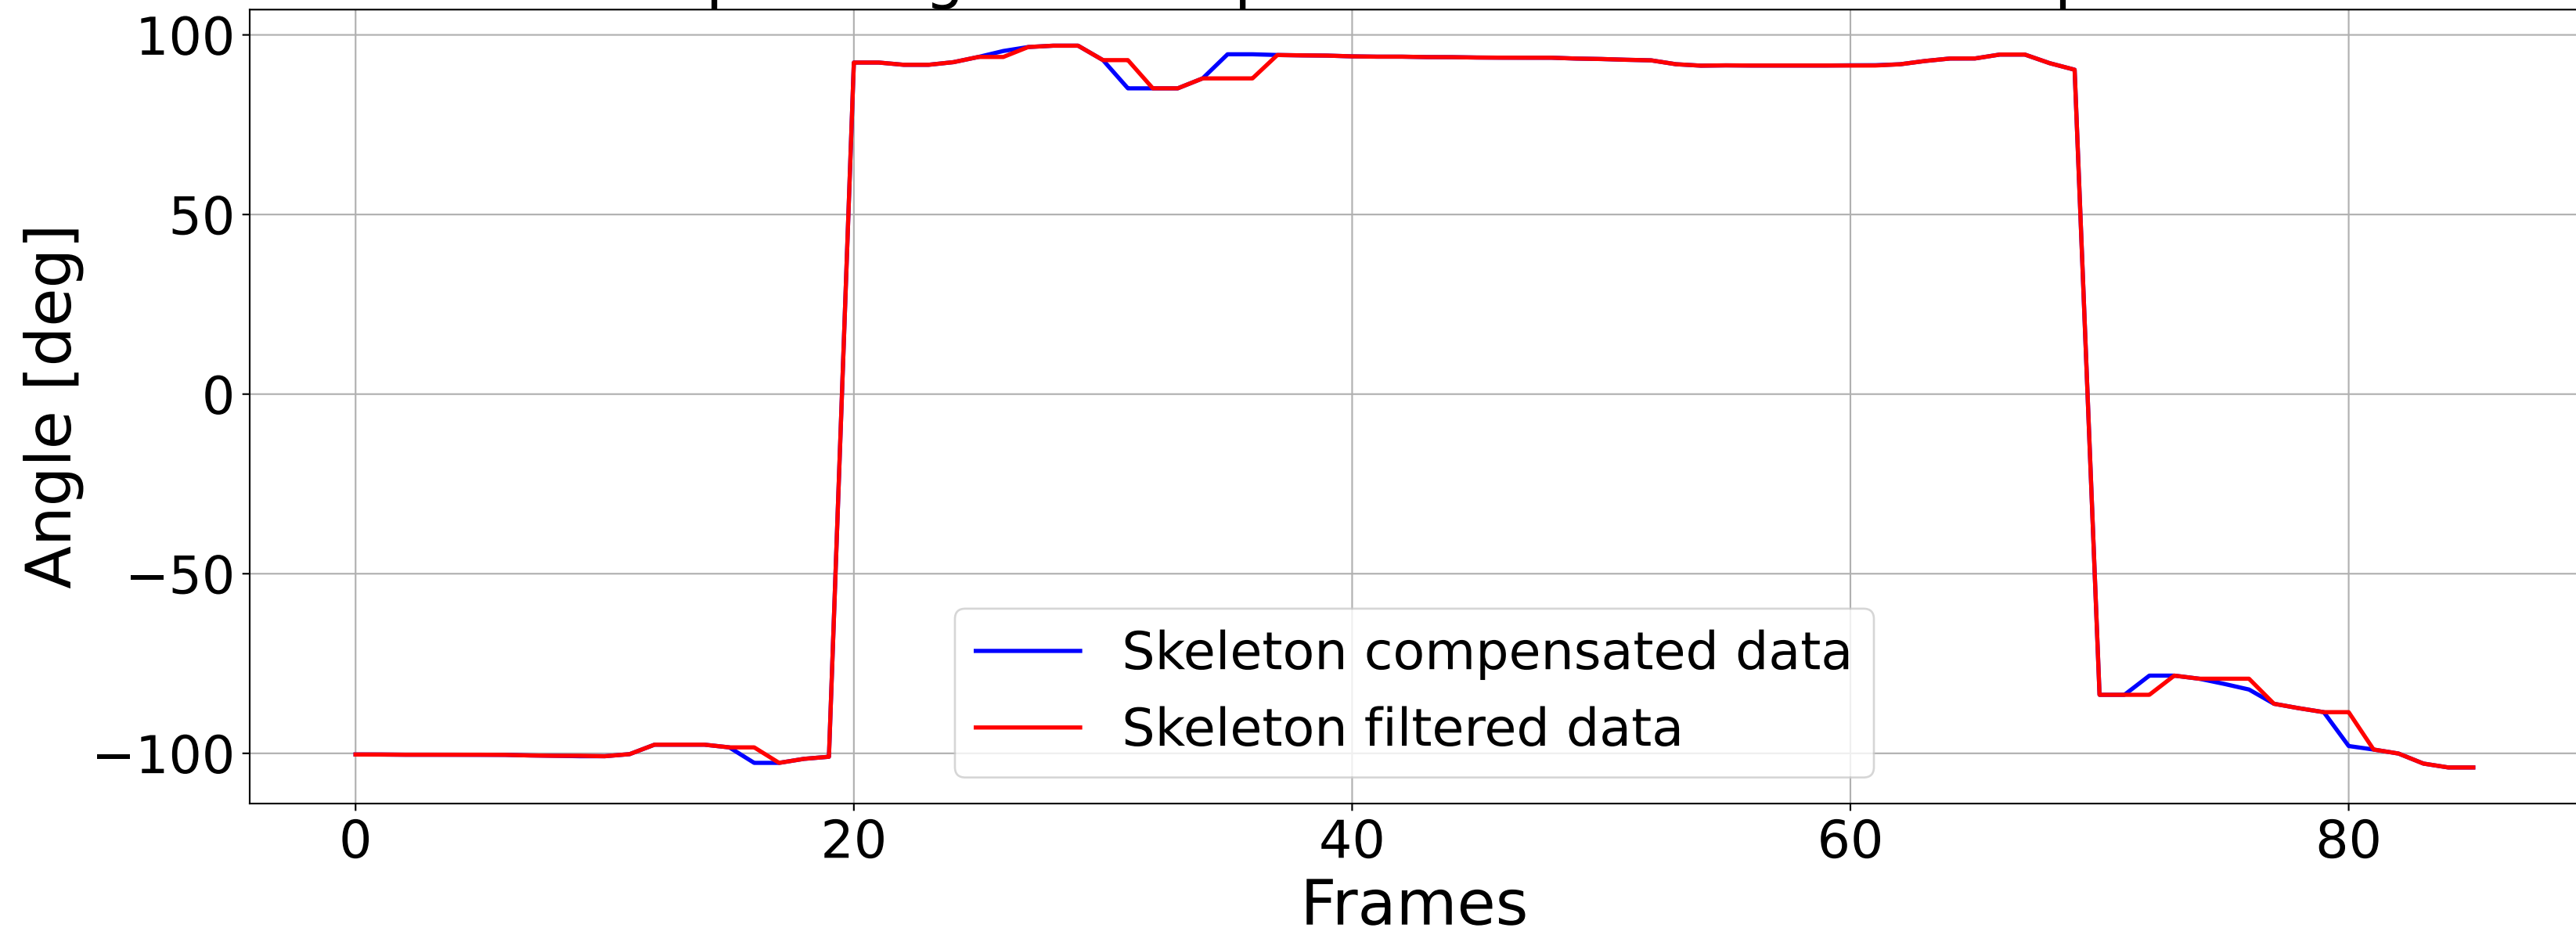 100
50
0
−50
−100
Angle [deg]
Skeleton compensated data
Skeleton filtered data
0 20 40 60 80
Frames